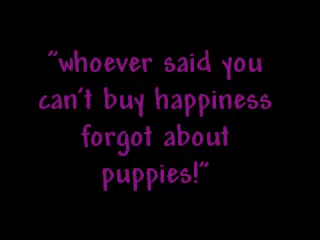 "whoever said you
can't buy happiness
forgot about
puppies!"